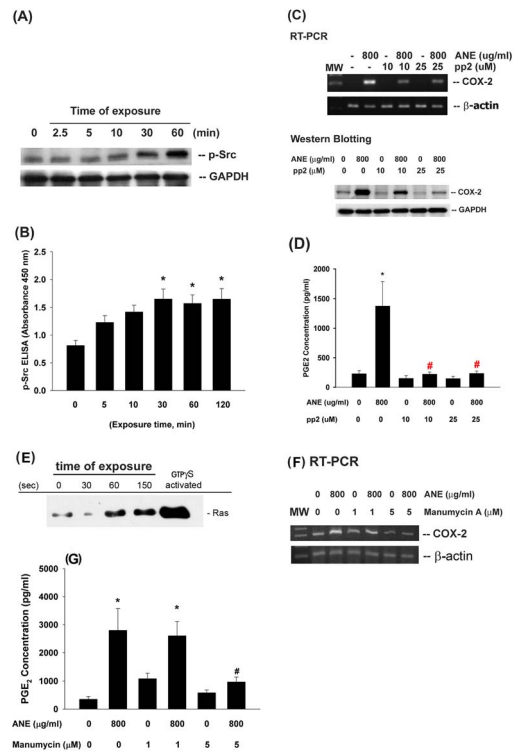 (A)
Time of exposure
0 2.5 5 10 30 60 (min)
-- p-Src
-- GAPDH
(B)
p-Src ELISA (Absorbance 450 nm)
2.5
2.0
1.5
1.0
0.5
0.0
* * *
0 5 10 30 60 120
(Exposure time, min)
(C)
RT-PCR
- 800 - 800 - 800 ANE (ug/ml)
MW - - 10 10 25 25 pp2 (uM)
-- COX-2
-- β-actin
Western Blotting
ANE (μg/ml) 0 800 0 800 0 800
pp2 (μM) 0 0 10 10 25 25
-- COX-2
-- GAPDH
(D)
PGE2 Concentration (pg/ml)
2000
1500
1000
500
0
* # #
ANE (ug/ml) 0 800 0 800 0 800
pp2 (uM) 0 0 10 10 25 25
(E)
time of exposure GTPγS activated
(sec) 0 30 60 150
- Ras
(F) RT-PCR
0 800 0 800 0 800 ANE (μg/ml)
MW 0 0 1 1 5 5 Manumycin A (μM)
-- COX-2
-- β-actin
(G)
PGE2 Concentration (pg/ml)
5000
4000
3000
2000
1000
0
* * #
ANE (μg/ml) 0 800 0 800 0 800
Manumycin (μM) 0 0 1 1 5 5